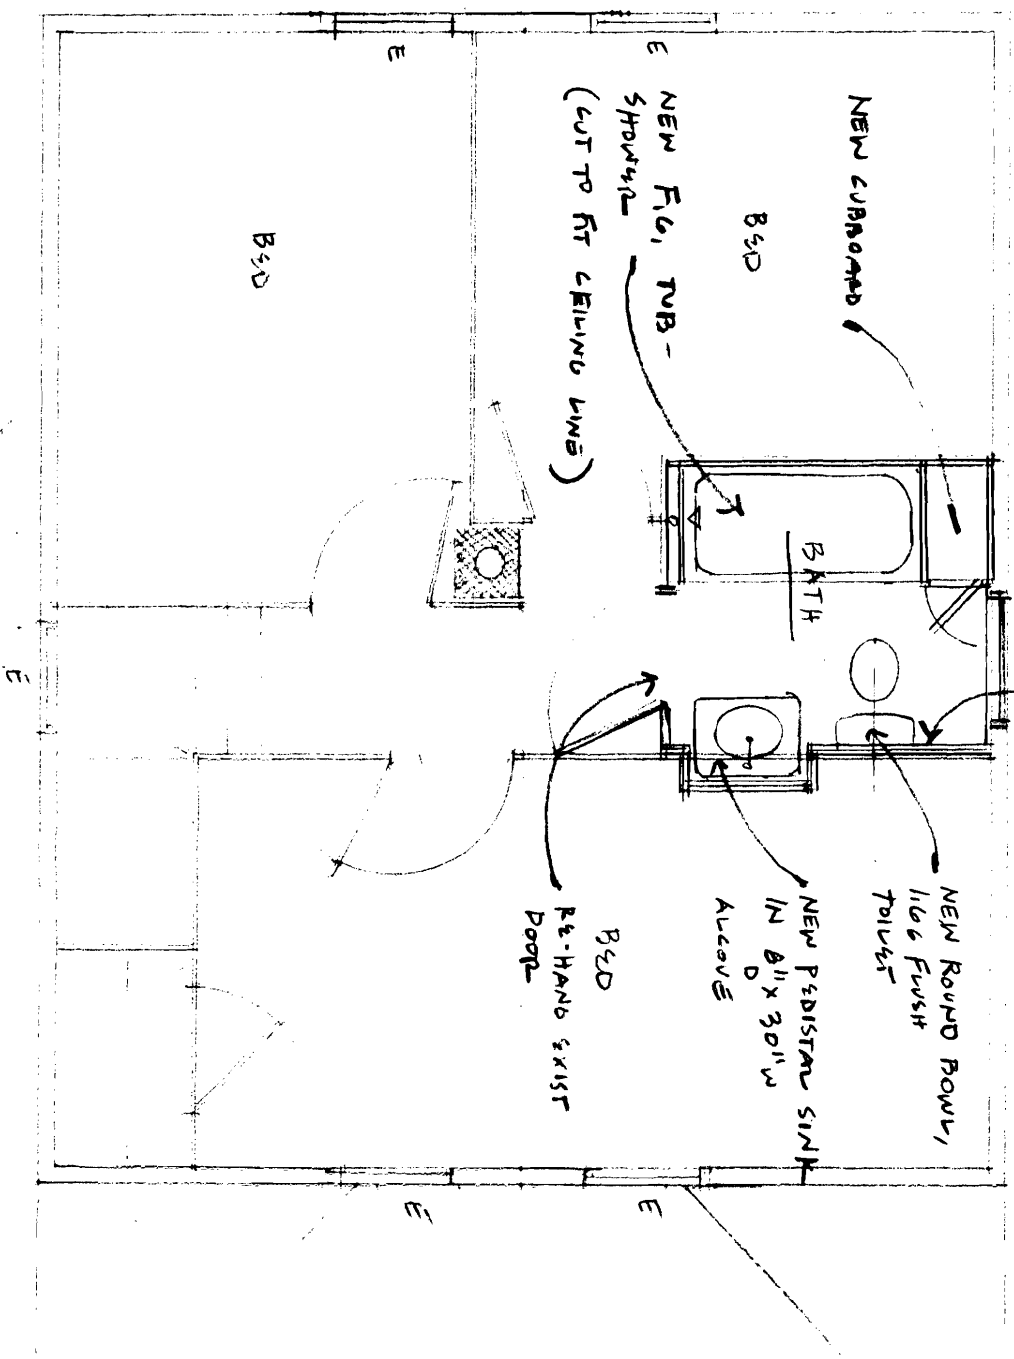 E
E
NEW CUBBOARD
BED
NEW F.G. TUB-
SHOWER
(CUT TO FIT CEILING LINE)
BED
BATH
E
NEW ROUND BOWL,
1.6G FLUSH
TOILET
NEW PEDISTAL SINK
IN 8"D x 30"W
ALCOVE
BED
RE-HAND EXIST
DOOR
E
E